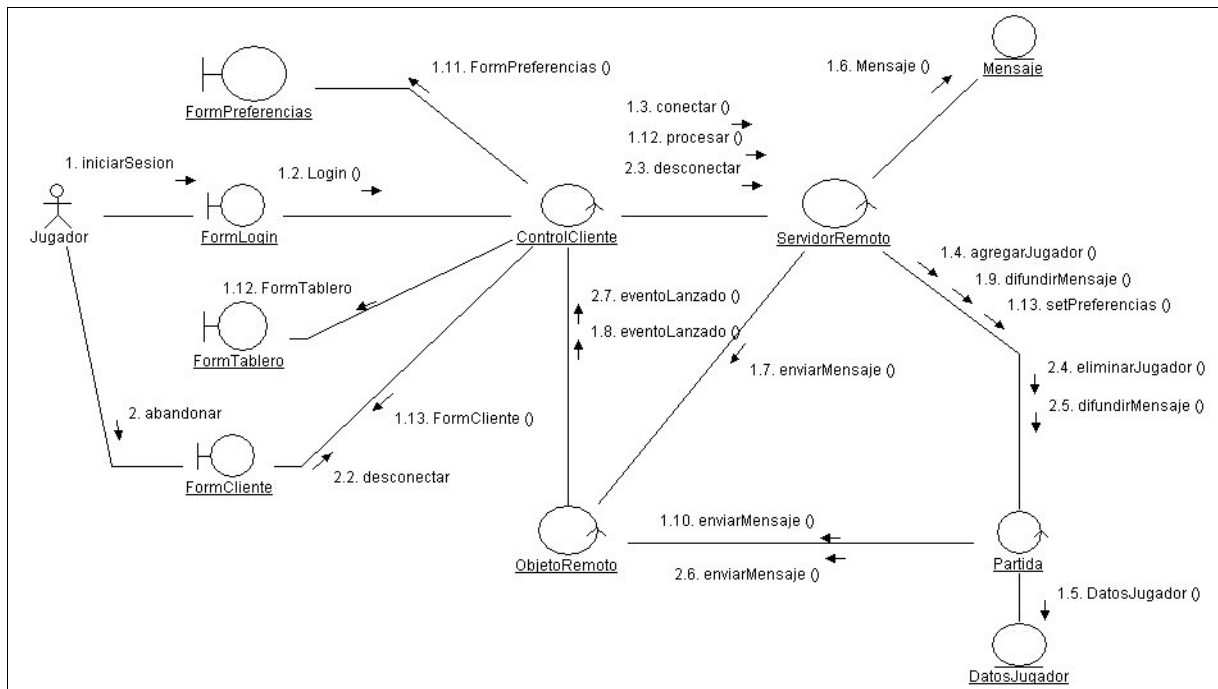 1.6. Mensaje ()
Mensaje
1.11. FormPreferencias ()
FormPreferencias
1.3. conectar ()
1.12. procesar ()
2.3. desconectar
1. iniciarSesion
1.2. Login ()
Jugador
FormLogin
ControlCliente
ServidorRemoto
1.4. agregarJugador ()
1.9. difundirMensaje ()
1.13. setPreferencias ()
1.12. FormTablero
2.7. eventoLanzado ()
1.8. eventoLanzado ()
FormTablero
1.7. enviarMensaje ()
2.4. eliminarJugador ()
2.5. difundirMensaje ()
2. abandonar
1.13. FormCliente ()
FormCliente
2.2. desconectar
1.10. enviarMensaje ()
ObjetoRemoto
2.6. enviarMensaje ()
Partida
1.5. DatosJugador ()
DatosJugador